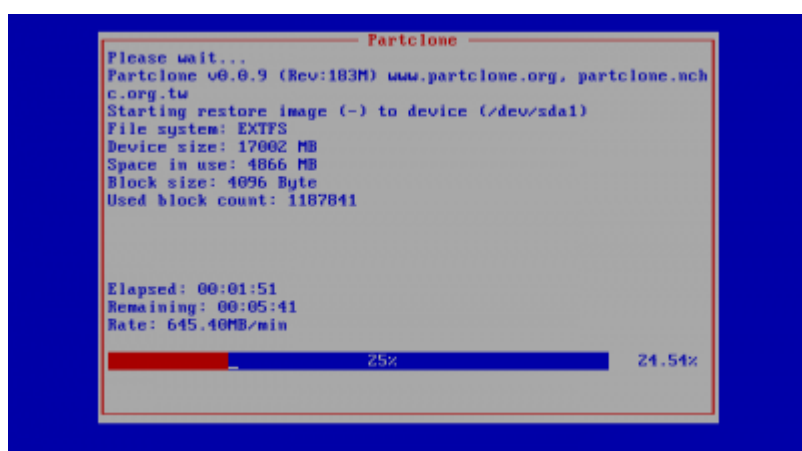 Partclone
Please wait...
Partclone v0.0.9 (Rev:183M) www.partclone.org, partclone.nch
c.org.tw
Starting restore image (-) to device (/dev/sda1)
File system: EXTFS
Device size: 17002 MB
Space in use: 4866 MB
Block size: 4096 Byte
Used block count: 1187841
Elapsed: 00:01:51
Remaining: 00:05:41
Rate: 645.40MB/min
25% 24.54%